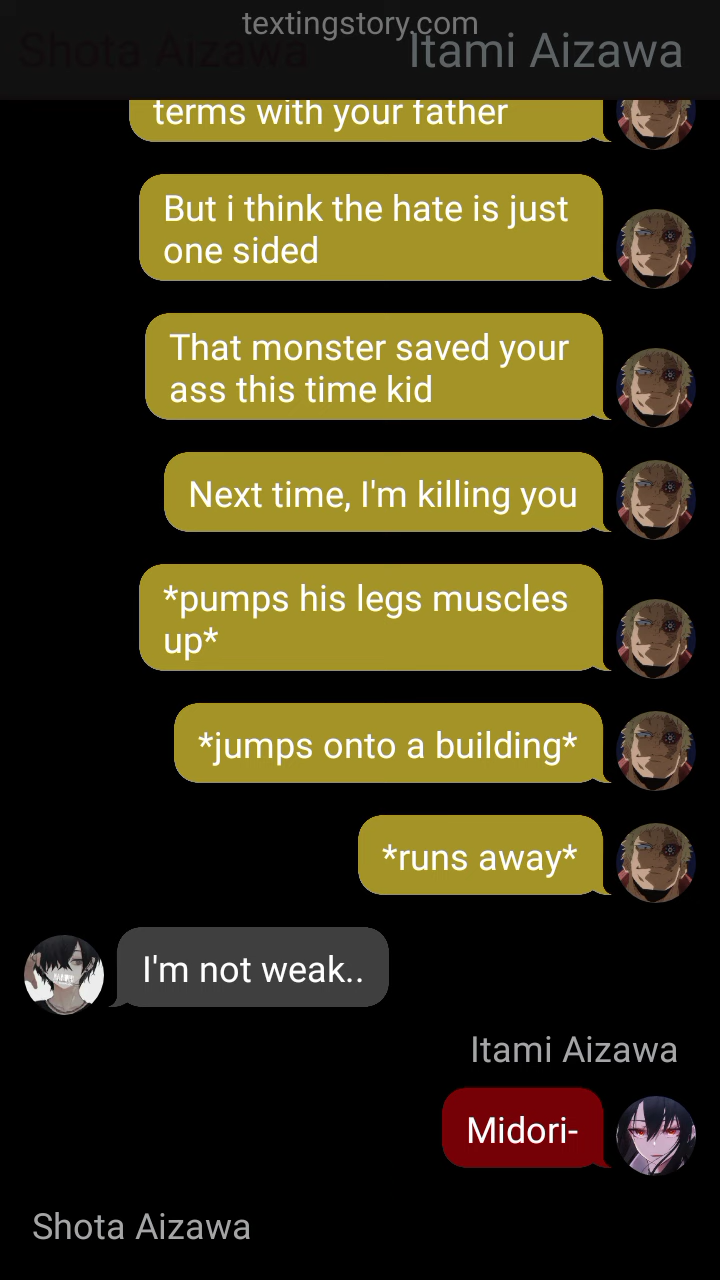 textingstory.com
Shota Aizawa
Itami Aizawa
terms with your father
But i think the hate is just
one sided
That monster saved your
ass this time kid
Next time, I'm killing you
*pumps his legs muscles
up*
*jumps onto a building*
*runs away*
I'm not weak..
Itami Aizawa
Midori-
Shota Aizawa